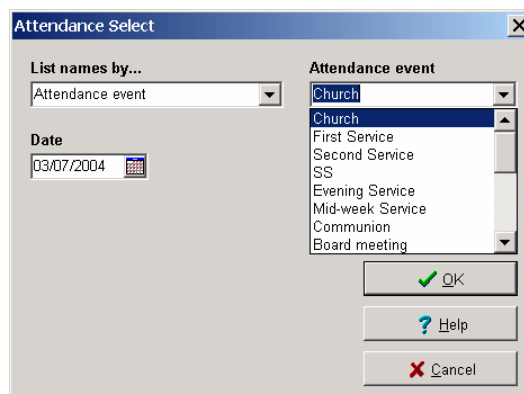 Attendance Select
List names by...
Attendance event
Date
03/07/2004
Attendance event
Church
Church
First Service
Second Service
SS
Evening Service
Mid-week Service
Communion
Board meeting
OK
? Help
Cancel